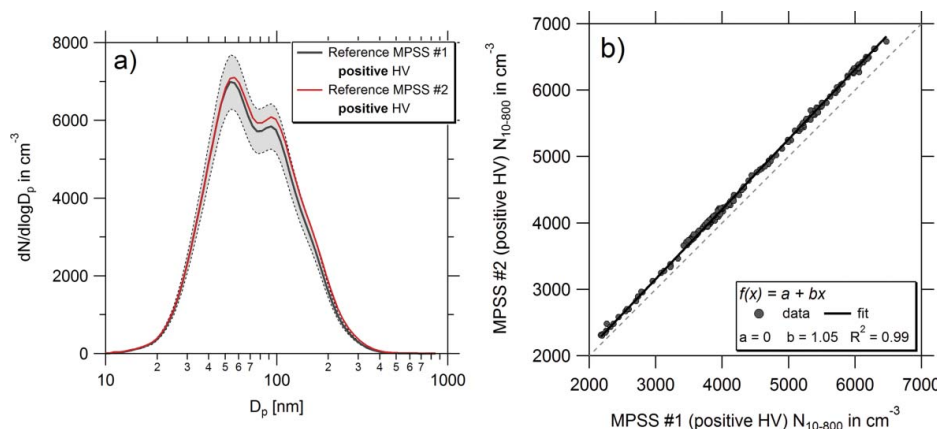 a)
8000
6000
4000
2000
0
dN/dlogDp in cm-3
Reference MPSS #1
positive HV
Reference MPSS #2
positive HV
10 2 3 4 5 6 7 100 2 3 4 5 6 7 1000
Dp [nm]
b)
7000
6000
5000
4000
3000
2000
MPSS #2 (positive HV) N10-800 in cm-3
f(x) = a + bx
data fit
a = 0 b = 1.05 R2 = 0.99
2000 3000 4000 5000 6000 7000
MPSS #1 (positive HV) N10-800 in cm-3